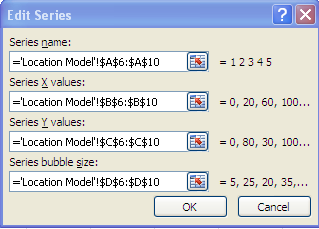 Edit Series
Series name:
='Location Model'!$A$6:$A$10 = 1 2 3 4 5
Series X values:
='Location Model'!$B$6:$B$10 = 0, 20, 60, 100...
Series Y values:
='Location Model'!$C$6:$C$10 = 0, 80, 30, 100...
Series bubble size:
='Location Model'!$D$6:$D$10 = 5, 25, 20, 35,...
OK Cancel